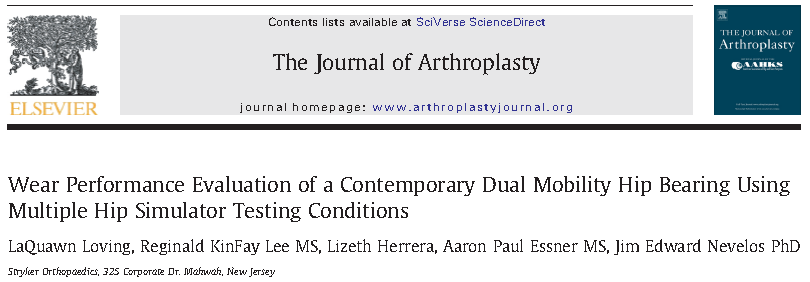 Contents lists available at SciVerse ScienceDirect
The Journal of Arthroplasty
journal homepage: www.arthroplastyjournal.org
ELSEVIER
THE JOURNAL OF
Arthroplasty
AAHKS
Wear Performance Evaluation of a Contemporary Dual Mobility Hip Bearing Using
Multiple Hip Simulator Testing Conditions
LaQuawn Loving, Reginald KinFay Lee MS, Lizeth Herrera, Aaron Paul Essner MS, Jim Edward Nevelos PhD
Stryker Orthopaedics, 325 Corporate Dr. Mahwah, New Jersey